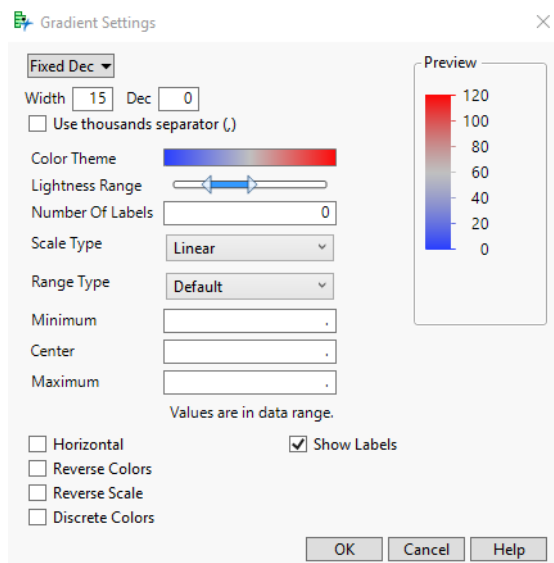 Gradient Settings
Fixed Dec
Width 15 Dec 0
Use thousands separator (,)
Color Theme
Lightness Range
Number Of Labels 0
Scale Type Linear
Range Type Default
Minimum .
Center .
Maximum .
Values are in data range.
Horizontal Show Labels
Reverse Colors
Reverse Scale
Discrete Colors
Preview
120
100
80
60
40
20
0
OK Cancel Help